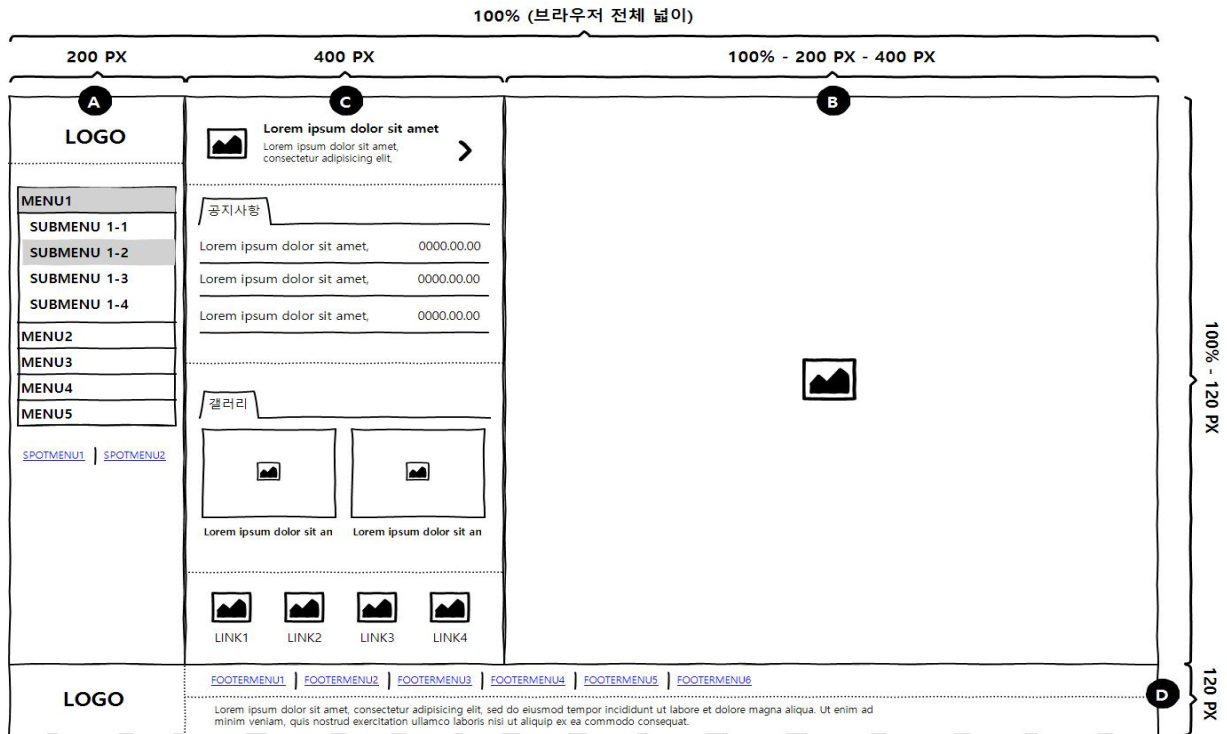 100% (브라우저 전체 넓이)
200 PX
400 PX
100% - 200 PX - 400 PX
A
C
B
LOGO
Lorem ipsum dolor sit amet
Lorem ipsum dolor sit amet,
consectetur adipisicing elit,
MENU1
SUBMENU 1-1
SUBMENU 1-2
SUBMENU 1-3
SUBMENU 1-4
MENU2
MENU3
MENU4
MENU5
SPOTMENU1
SPOTMENU2
공지사항
Lorem ipsum dolor sit amet, 0000.00.00
Lorem ipsum dolor sit amet, 0000.00.00
Lorem ipsum dolor sit amet, 0000.00.00
갤러리
Lorem ipsum dolor sit an
Lorem ipsum dolor sit an
LINK1
LINK2
LINK3
LINK4
100% - 120 PX
LOGO
FOOTERMENU1
FOOTERMENU2
FOOTERMENU3
FOOTERMENU4
FOOTERMENU5
FOOTERMENU6
Lorem ipsum dolor sit amet, consectetur adipisicing elit, sed do eiusmod tempor incididunt ut labore et dolore magna aliqua. Ut enim ad
minim veniam, quis nostrud exercitation ullamco laboris nisi ut aliquip ex ea commodo consequat.
D
120 PX